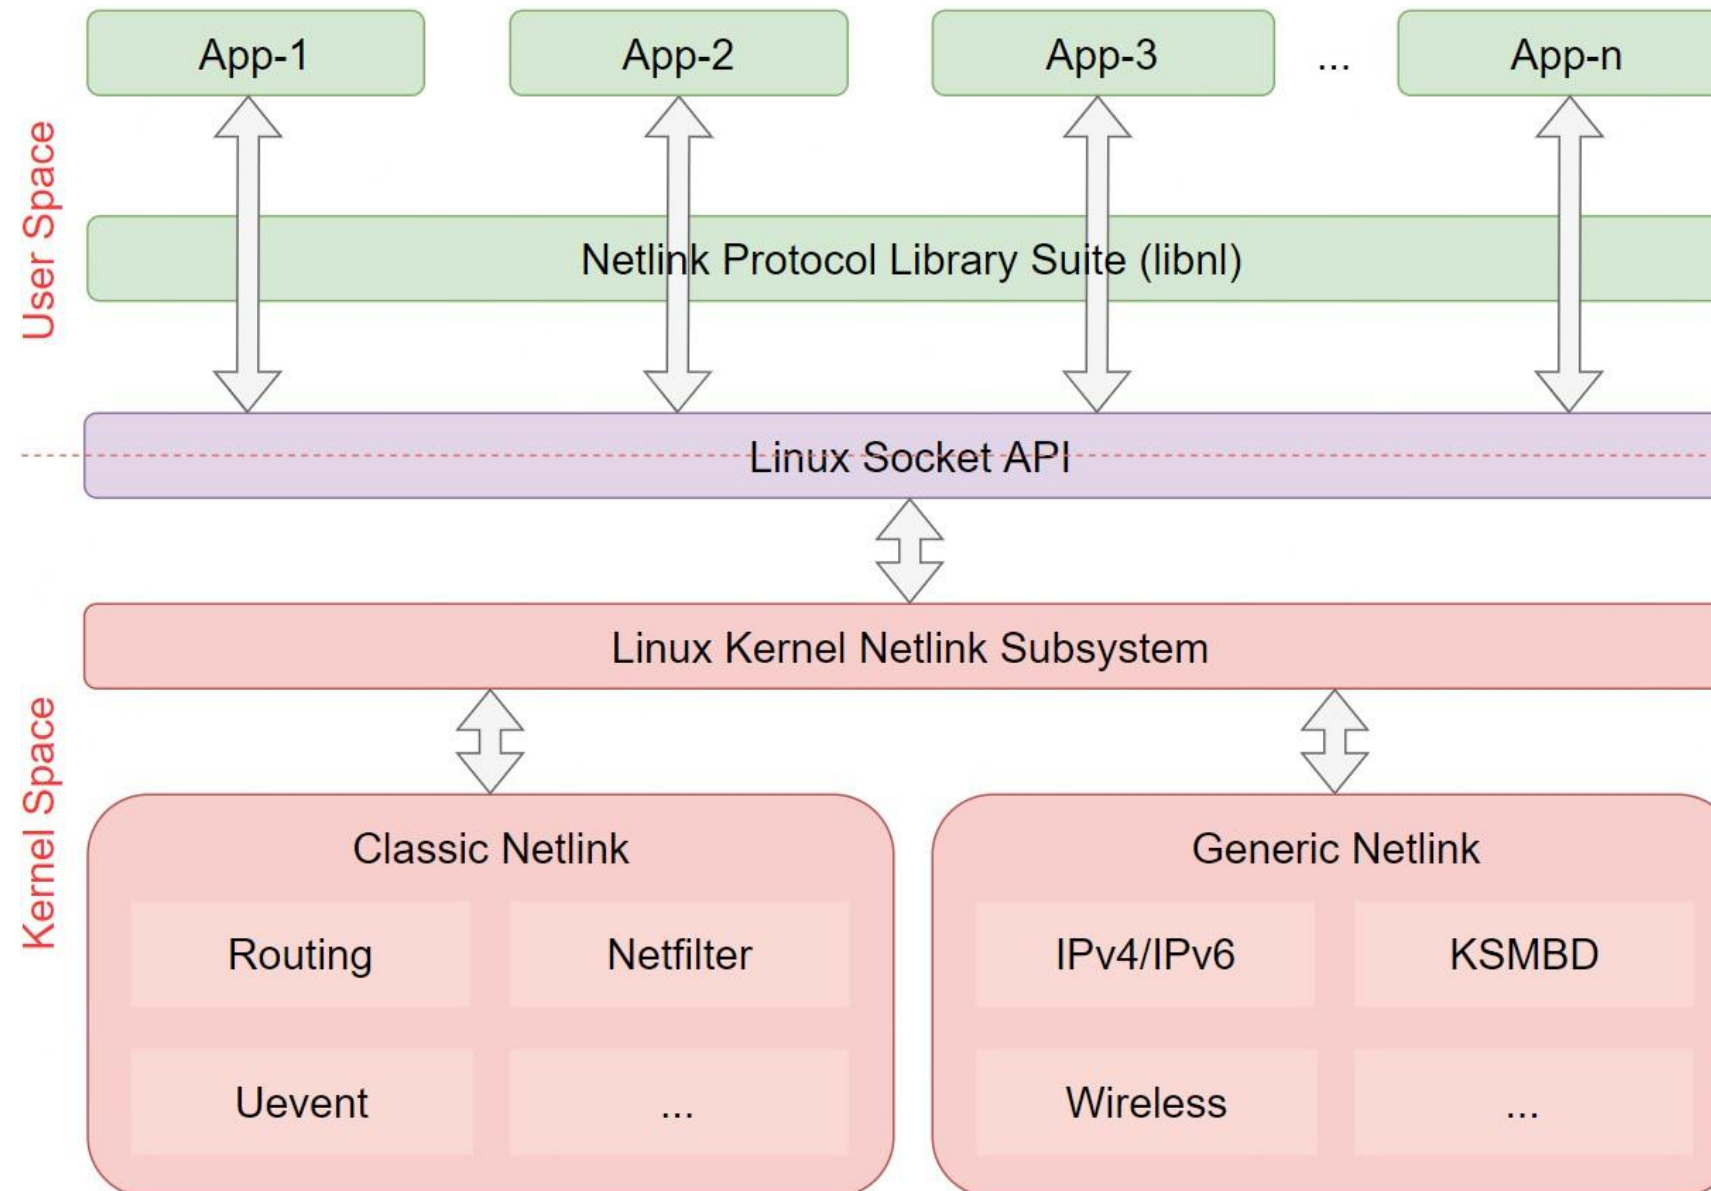 App-1
App-2
App-3
...
App-n
User Space
Netlink Protocol Library Suite (libnl)
Linux Socket API
Linux Kernel Netlink Subsystem
Kernel Space
Classic Netlink
Generic Netlink
Routing
Netfilter
IPv4/IPv6
KSMBD
Uevent
...
Wireless
...